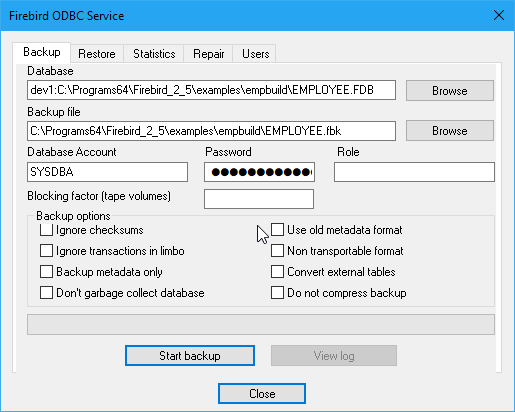 Firebird ODBC Service
Backup Restore Statistics Repair Users
Database
dev1:C:\Programs64\Firebird_2_5\examples\empbuild\EMPLOYEE.FDB Browse
Backup file
C:\Programs64\Firebird_2_5\examples\empbuild\EMPLOYEE.fbk Browse
Database Account Password Role
SYSDBA ●●●●●●●●●●●●
Blocking factor (tape volumes)
Backup options
Ignore checksums Use old metadata format
Ignore transactions in limbo Non transportable format
Backup metadata only Convert external tables
Don't garbage collect database Do not compress backup
Start backup View log
Close